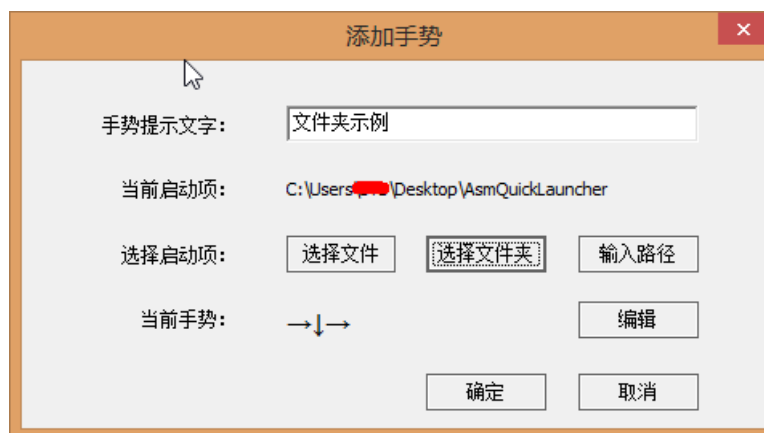 添加手势
手势提示文字： 文件夹示例
当前启动项： C:\Users\Desktop\AsmQuickLauncher
选择启动项： 选择文件 选择文件夹 输入路径
当前手势： →↓→ 编辑
确定 取消